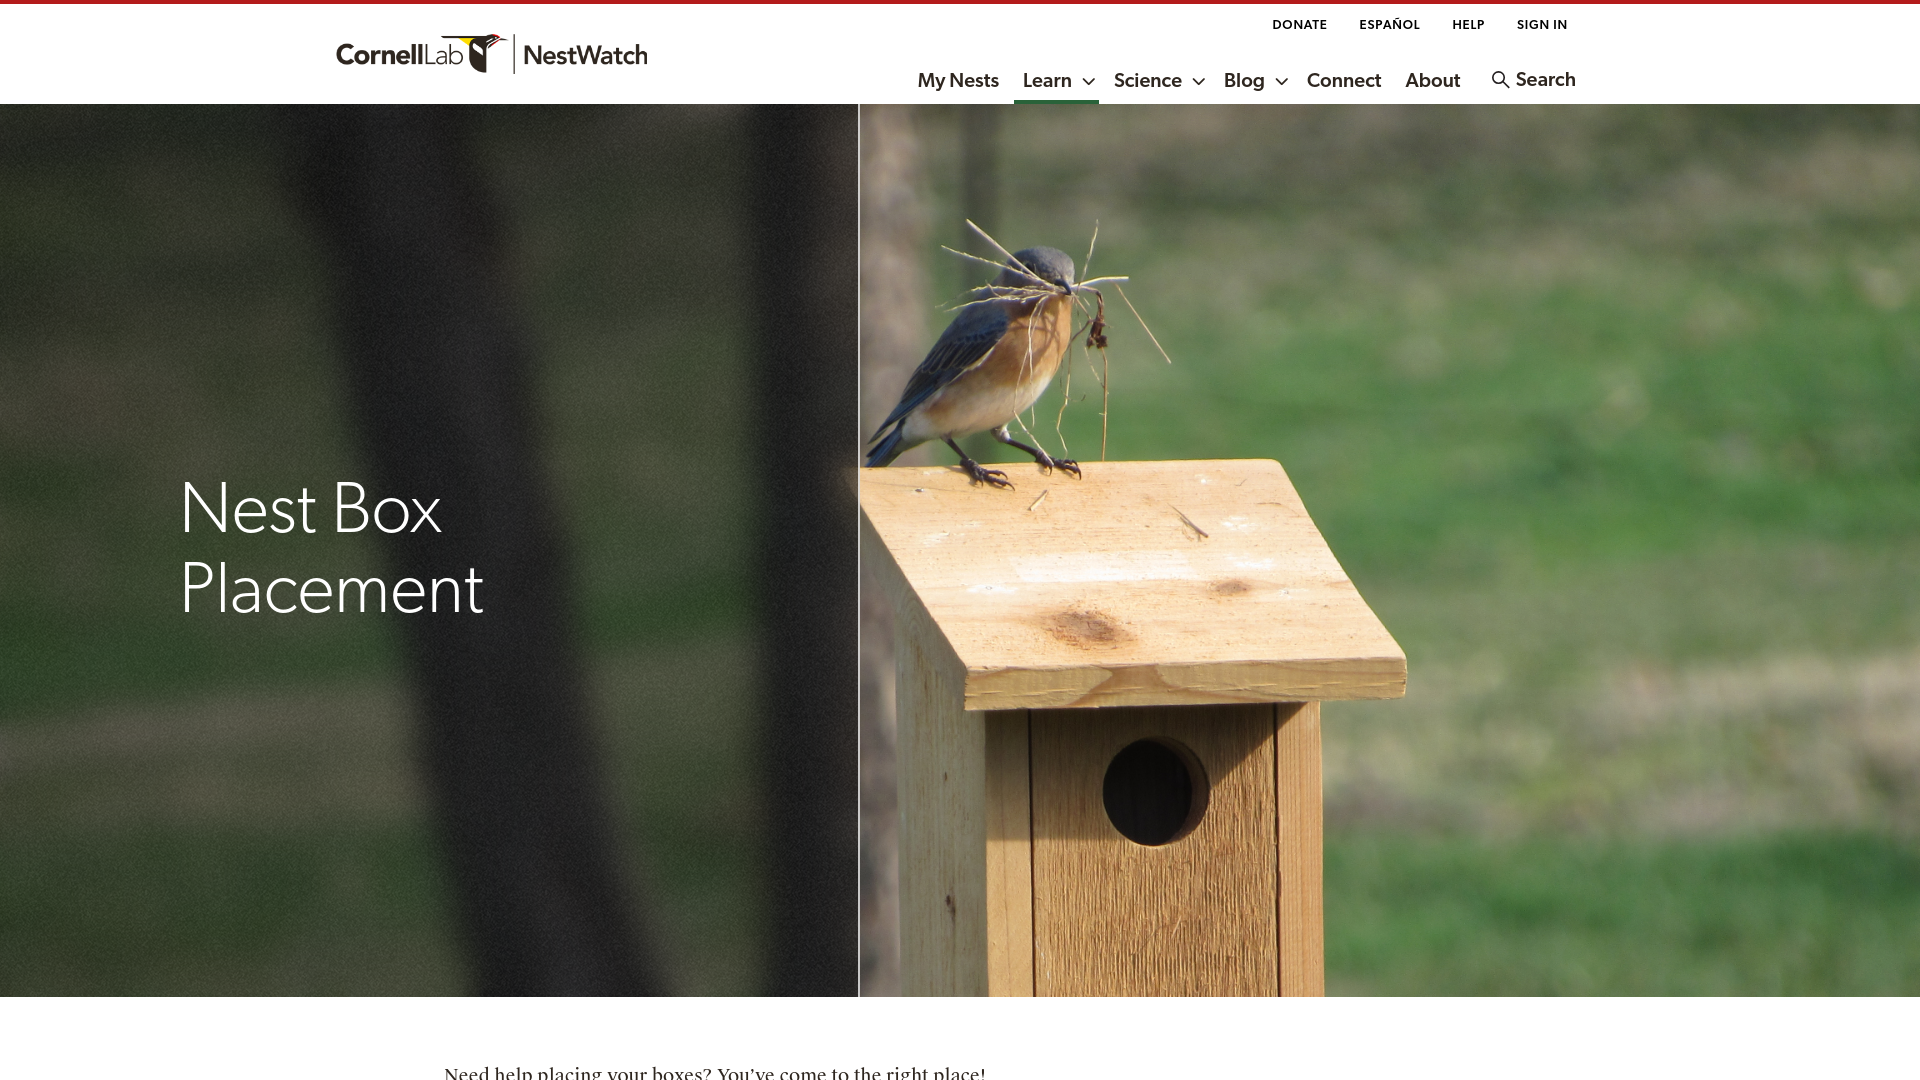 DONATE ESPAÑOL HELP SIGN IN
CornellLab NestWatch
My Nests Learn Science Blog Connect About Search
Nest Box
Placement
Need help placing your boxes? You've come to the right place!